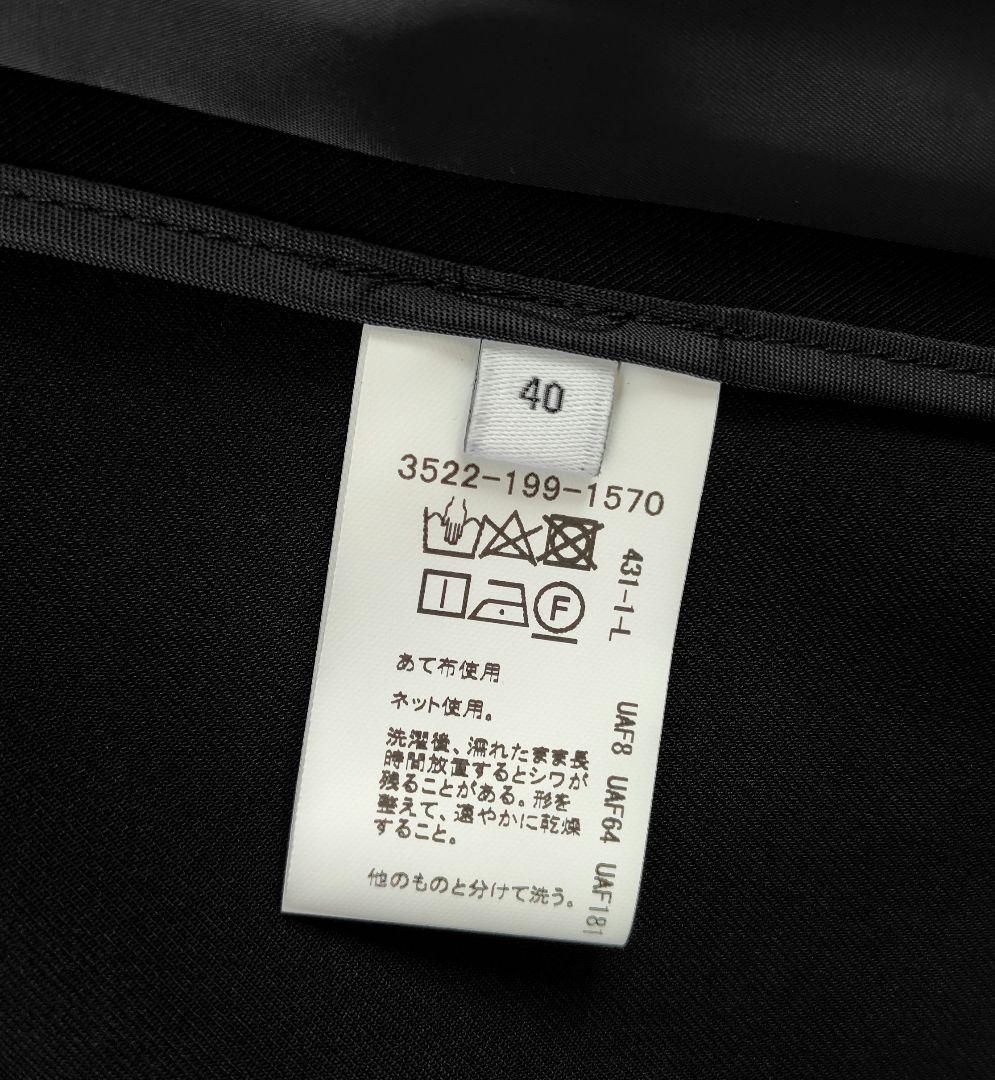 40
3522-199-1570
F
あて布使用
ネット使用。
洗濯後、濡れたまま長
時間放置するとシワが
残ることがある。形を
整えて、速やかに乾燥
すること。
他のものと分けて洗う。
431-1-L
UAF8 UAF64 UAF181